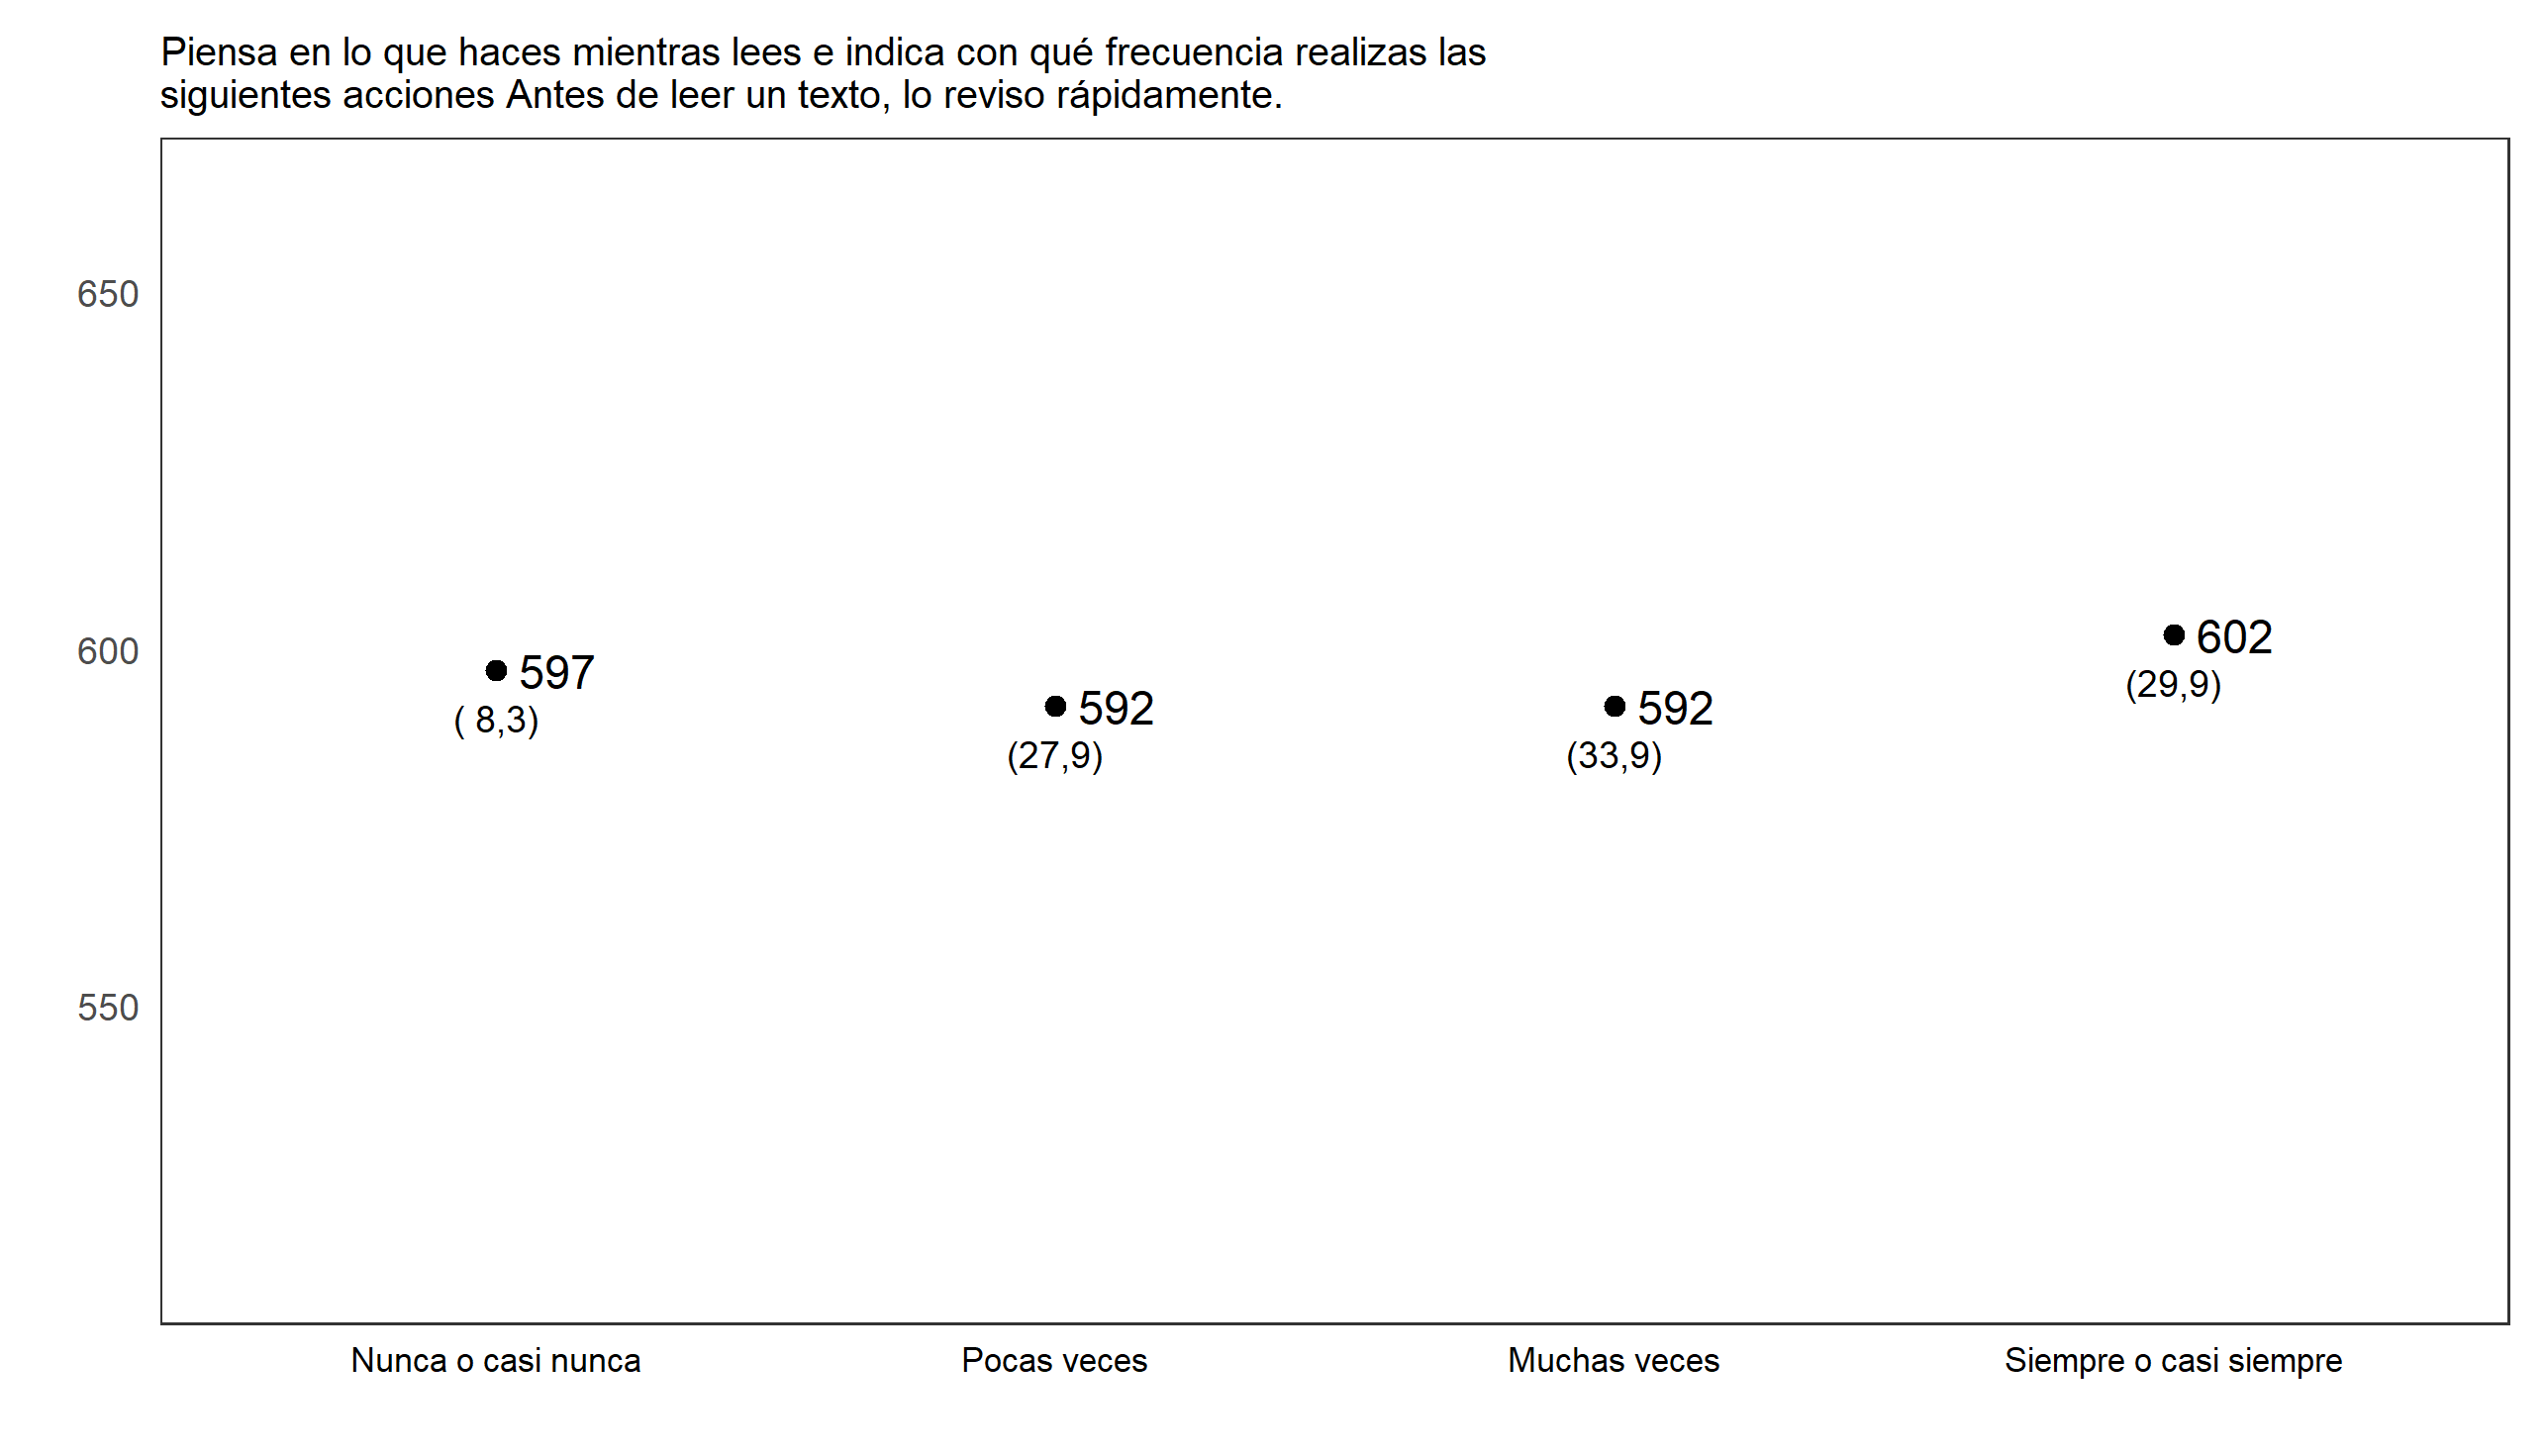 Piensa en lo que haces mientras lees e indica con qué frecuencia realizas las
siguientes acciones Antes de leer un texto, lo reviso rápidamente.
650
600
550
597
( 8,3)
592
(27,9)
592
(33,9)
602
(29,9)
Nunca o casi nunca
Pocas veces
Muchas veces
Siempre o casi siempre